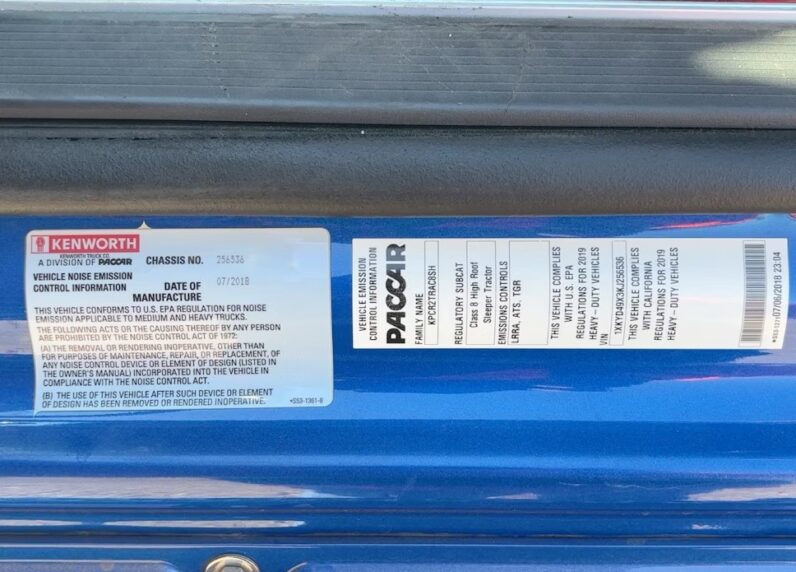 KENWORTH
KENWORTH TRUCK CO.
A DIVISION OF PACCAR
CHASSIS NO. 256536
VEHICLE NOISE EMISSION
CONTROL INFORMATION
DATE OF 07/2018
MANUFACTURE
THIS VEHICLE CONFORMS TO U.S. EPA REGULATION FOR NOISE
EMISSION APPLICABLE TO MEDIUM AND HEAVY TRUCKS.
THE FOLLOWING ACTS OR THE CAUSING THEREOF BY ANY PERSON
ARE PROHIBITED BY THE NOISE CONTROL ACT OF 1972:
(A) THE REMOVAL OR RENDERING INOPERATIVE, OTHER THAN
FOR PURPOSES OF MAINTENANCE, REPAIR, OR REPLACEMENT, OF
ANY NOISE CONTROL DEVICE OR ELEMENT OF DESIGN (LISTED IN
THE OWNER'S MANUAL) INCORPORATED INTO THE VEHICLE IN
COMPLIANCE WITH THE NOISE CONTROL ACT.
(B) THE USE OF THIS VEHICLE AFTER SUCH DEVICE OR ELEMENT
OF DESIGN HAS BEEN REMOVED OR RENDERED INOPERATIVE.
*S53-1361-B
VEHICLE EMISSION
CONTROL INFORMATION
PACCAR
FAMILY NAME
KPCR2TRAC8SH
REGULATORY SUBCAT
Class 8 High Roof
Sleeper Tractor
EMISSIONS CONTROLS
LRRA, ATS, TGR
THIS VEHICLE COMPLIES
WITH U.S. EPA
REGULATIONS FOR 2019
HEAVY – DUTY VEHICLES
VIN
1XKYD49X3KJ256536
THIS VEHICLE COMPLIES
WITH CALIFORNIA
REGULATIONS FOR 2019
HEAVY – DUTY VEHICLES
07/06/2018 23:04